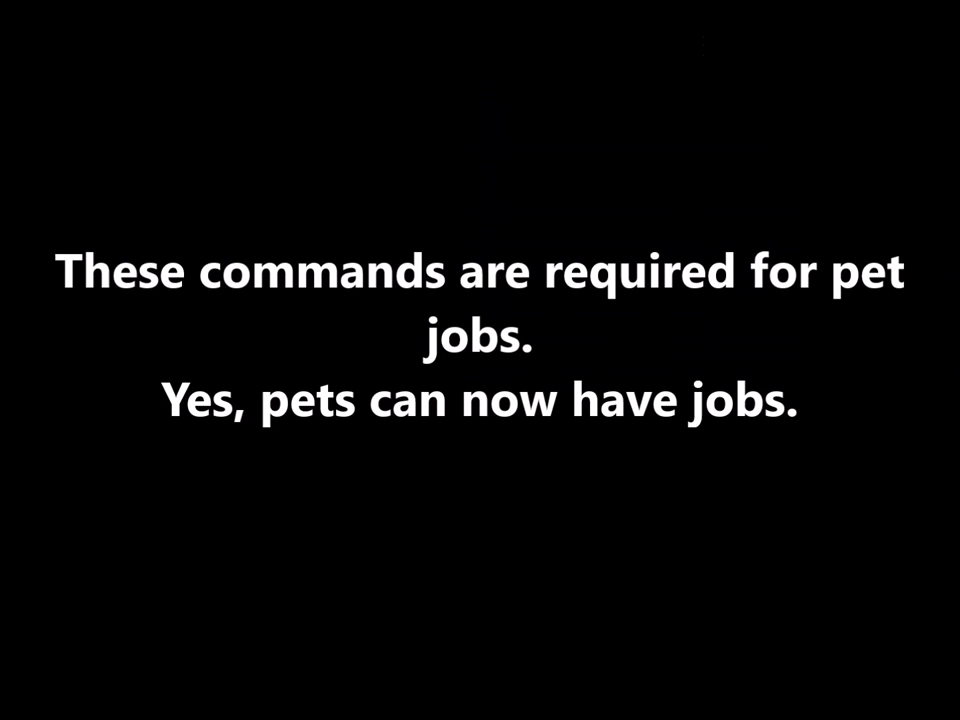 These commands are required for pet
jobs.
Yes, pets can now have jobs.